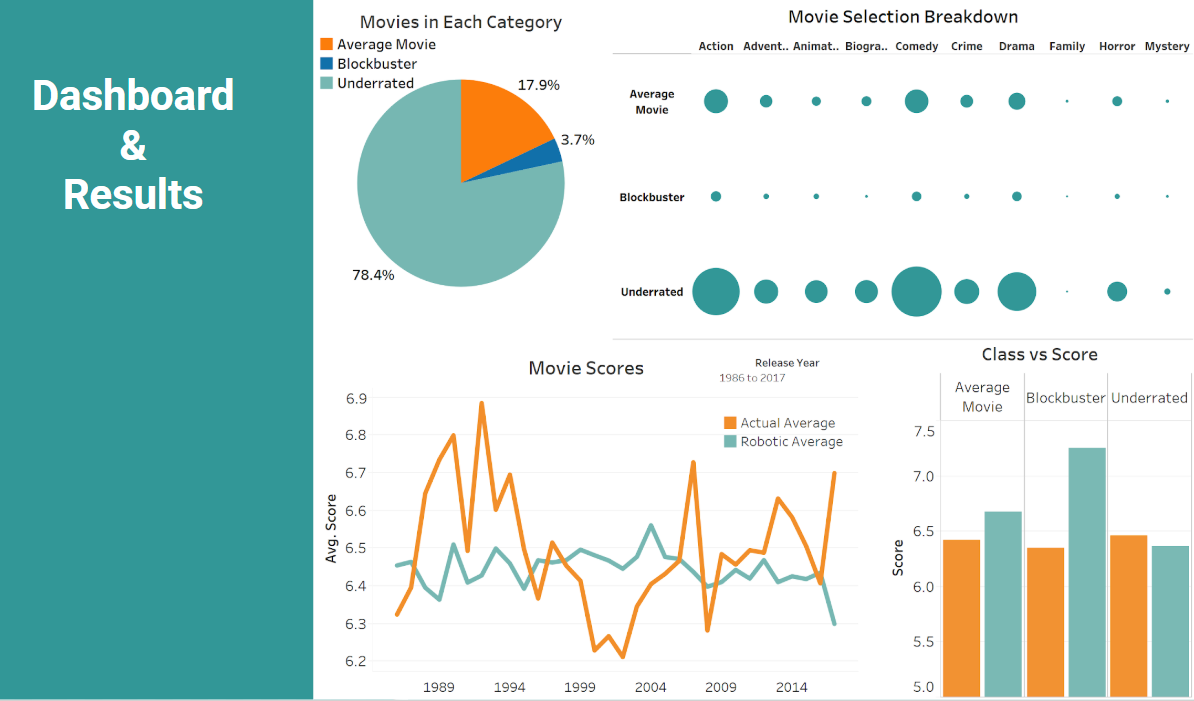 Dashboard
&
Results
Movies in Each Category
Average Movie
Blockbuster
Underrated
17.9%
3.7%
78.4%
Movie Selection Breakdown
Action Advent.. Animat.. Biogra.. Comedy Crime Drama Family Horror Mystery
Average
Movie
Blockbuster
Underrated
Movie Scores
Release Year
1986 to 2017
Actual Average
Robotic Average
Avg. Score
6.9
6.8
6.7
6.6
6.5
6.4
6.3
6.2
1989 1994 1999 2004 2009 2014
Class vs Score
Average
Movie
Blockbuster
Underrated
Score
7.5
7.0
6.5
6.0
5.5
5.0